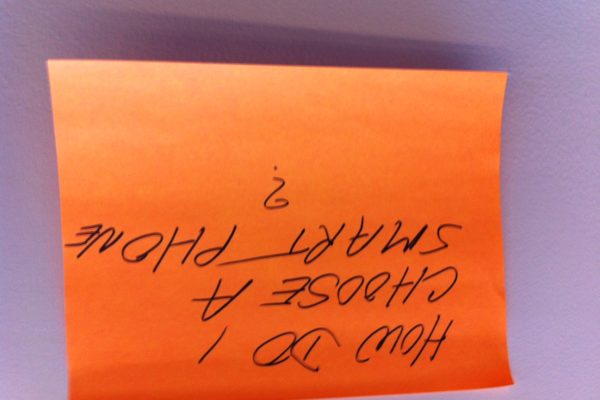 HOW DO I
CHOOSE A
SMART PHONE
?